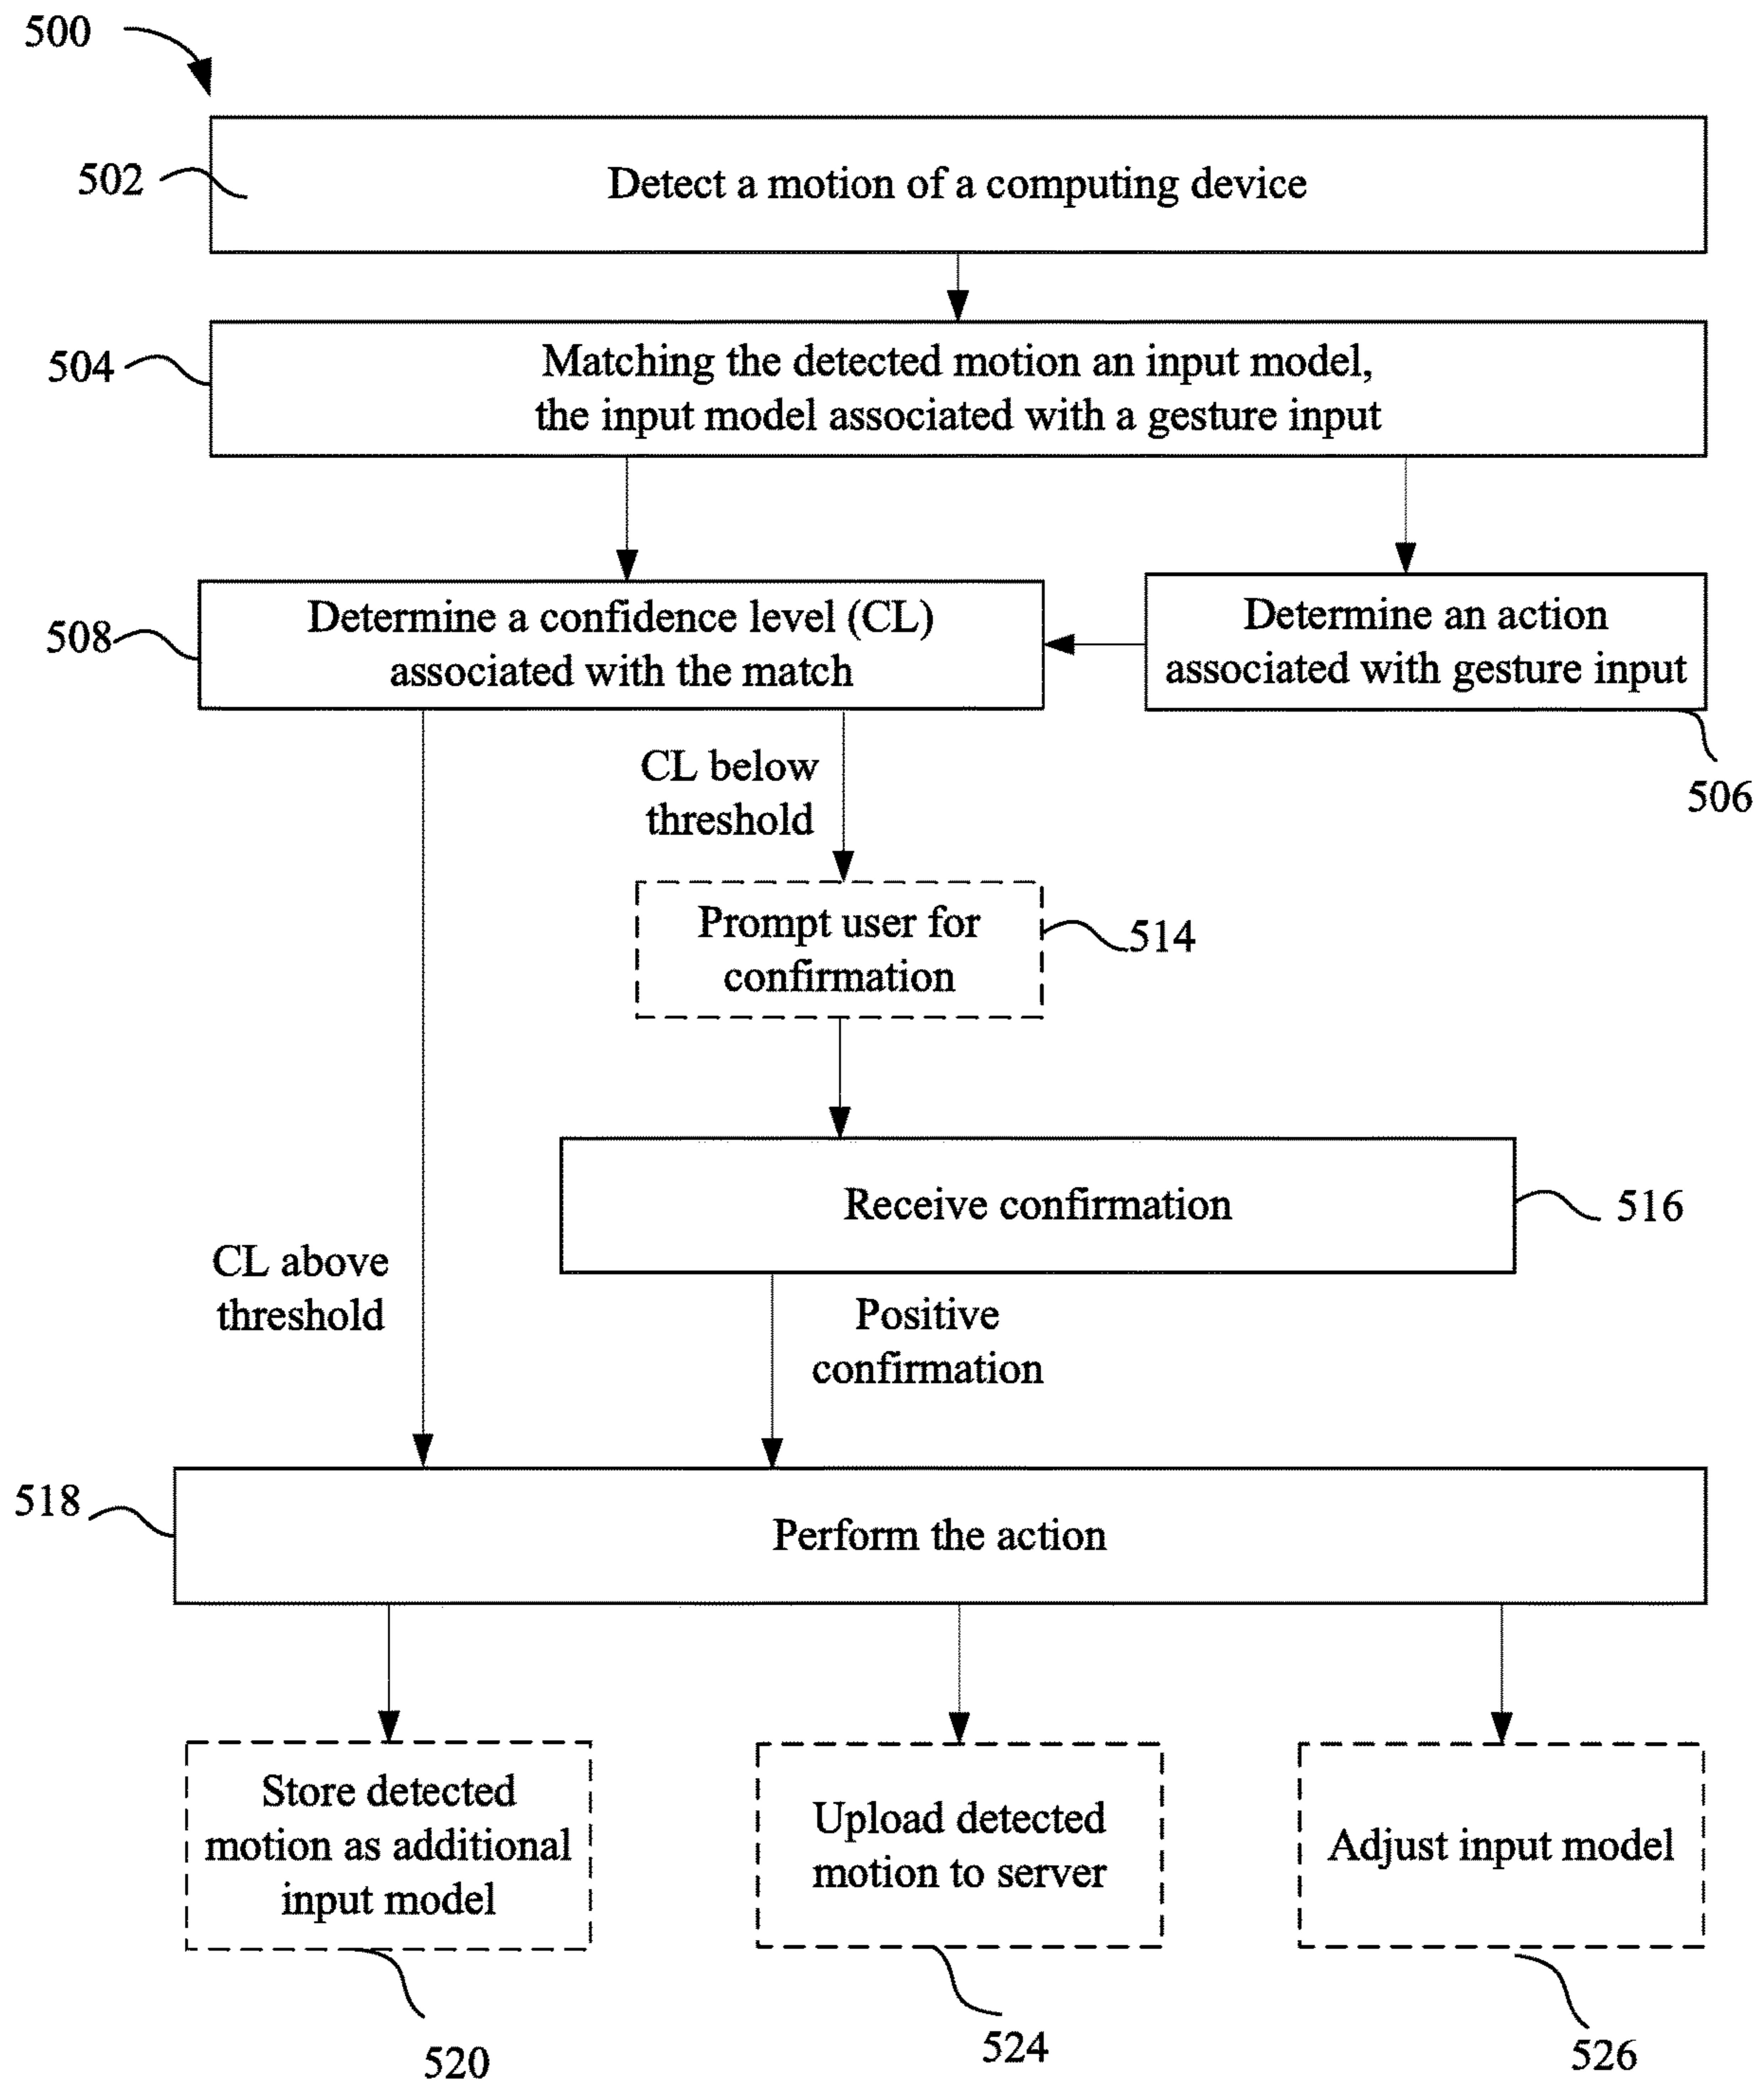 500
502
Detect a motion of a computing device
504
Matching the detected motion an input model,
the input model associated with a gesture input
508
Determine a confidence level (CL)
associated with the match
Determine an action
associated with gesture input
506
CL below
threshold
Prompt user for
confirmation
514
Receive confirmation
516
CL above
threshold
Positive
confirmation
518
Perform the action
Store detected
motion as additional
input model
Upload detected
motion to server
Adjust input model
520
524
526